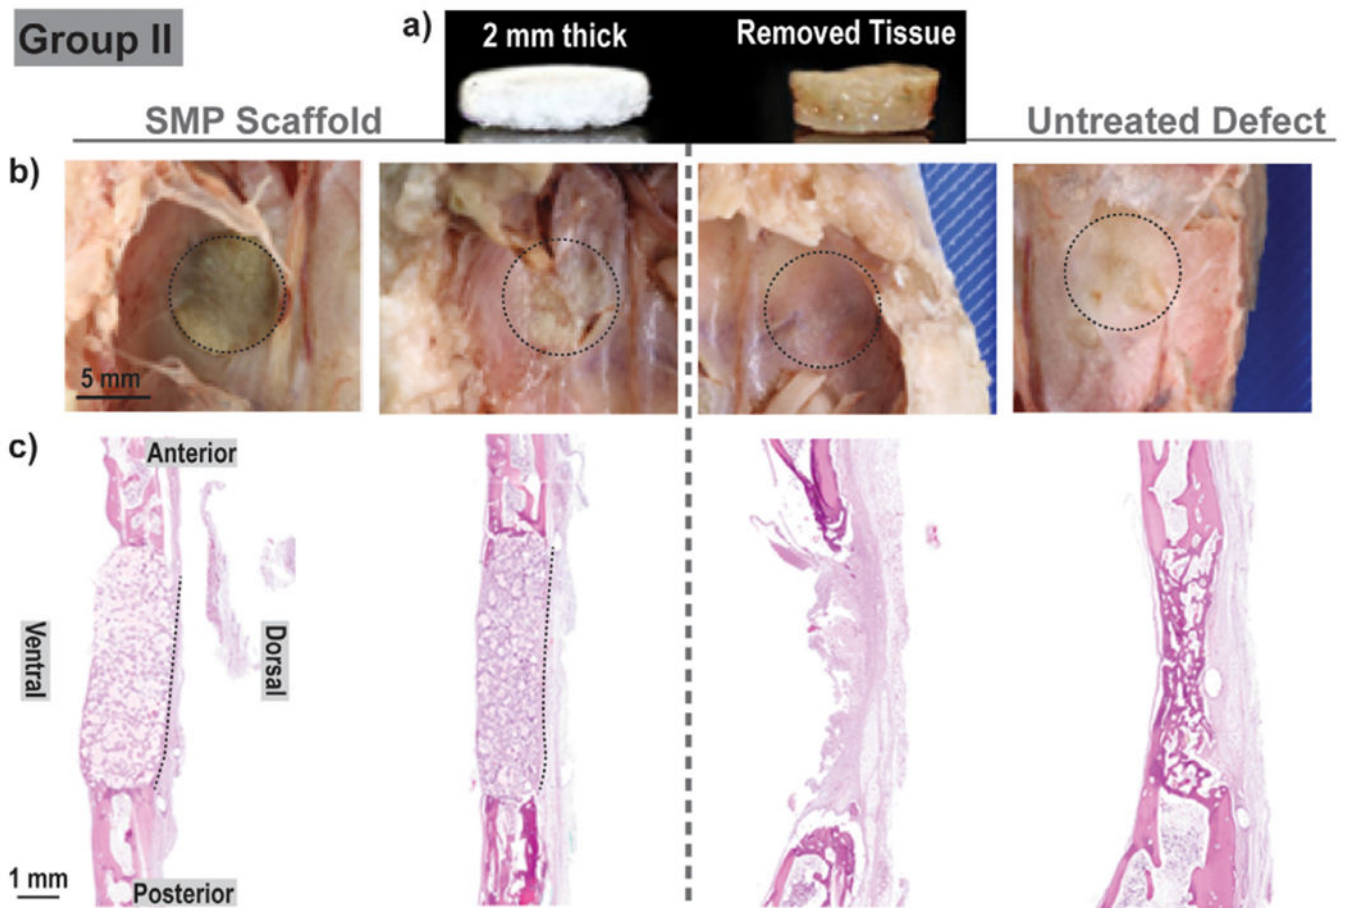 Group II
a)
2 mm thick
Removed Tissue
SMP Scaffold
Untreated Defect
b)
5 mm
c)
Anterior
Ventral
Dorsal
1 mm
Posterior